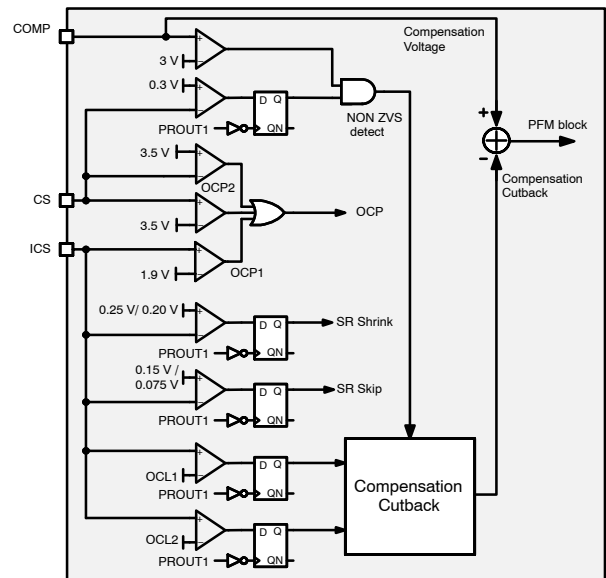 COMP
Compensation
Voltage
+
−
3 V
0.3 V
+
−
D Q
QN
PROUT1
NON ZVS
detect
+
−
PFM block
Compensation
Cutback
3.5 V
+
−
OCP2
CS
+
−
3.5 V
OCP
ICS
+
−
1.9 V
OCP1
0.25 V/ 0.20 V
+
−
D Q
QN
SR Shrink
PROUT1
0.15 V /
0.075 V
+
−
D Q
QN
SR Skip
PROUT1
+
−
OCL1
D Q
QN
PROUT1
Compensation
Cutback
+
−
OCL2
D Q
QN
PROUT1